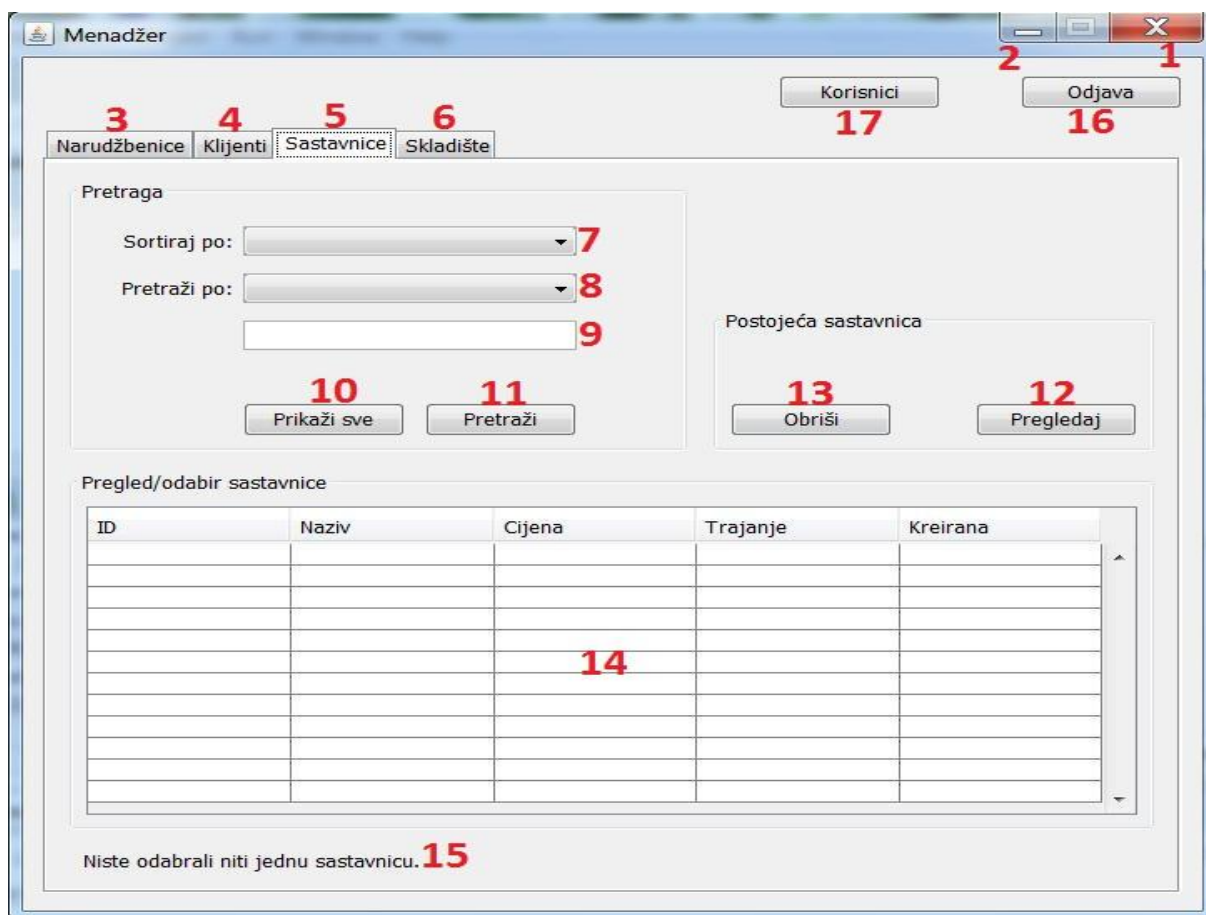 Menadžer
2 1
Korisnici Odjava
17 16
3 4 5 6
Narudžbenice Klijenti Sastavnice Skladište
Pretraga
Sortiraj po: 7
Pretraži po: 8
9
Postojeća sastavnica
10 11 13 12
Prikaži sve Pretraži Obriši Pregledaj
Pregled/odabir sastavnice
ID Naziv Cijena Trajanje Kreirana
14
Niste odabrali niti jednu sastavnicu. 15